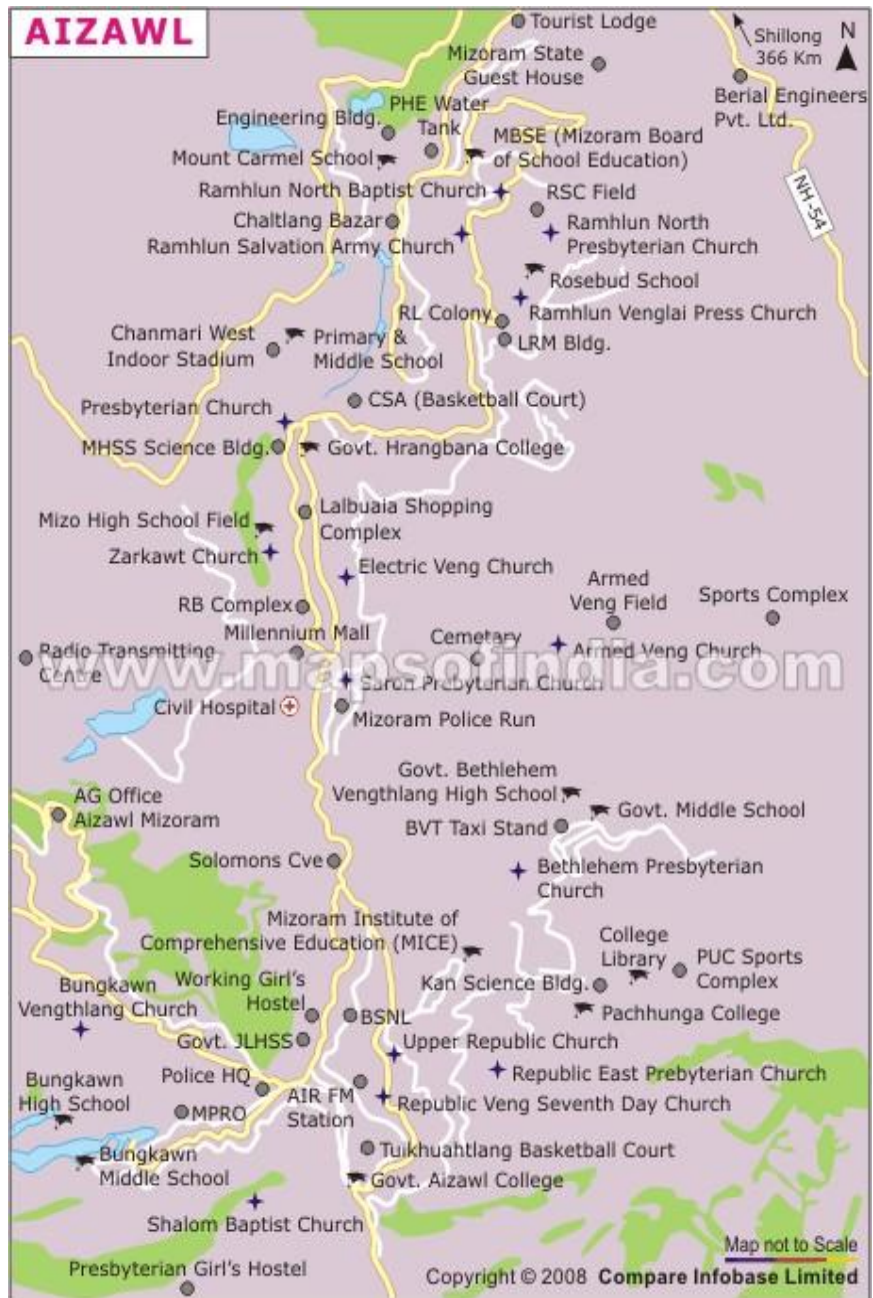 AIZAWL
Tourist Lodge
Shillong
366 Km
N
Mizoram State
Guest House
Berial Engineers
Pvt. Ltd.
PHE Water
Tank
Engineering Bldg.
MBSE (Mizoram Board
of School Education)
Mount Carmel School
Ramhlun North Baptist Church
RSC Field
NH-54
Chaltlang Bazar
Ramhlun North
Presbyterian Church
Ramhlun Salvation Army Church
Rosebud School
RL Colony
Ramhlun Venglai Press Church
Chanmari West
Indoor Stadium
Primary &
Middle School
LRM Bldg.
CSA (Basketball Court)
Presbyterian Church
MHSS Science Bldg.
Govt. Hrangbana College
Lalbuaia Shopping
Complex
Mizo High School Field
Zarkawt Church
Electric Veng Church
Armed
Veng Field
Sports Complex
RB Complex
Millennium Mall
Cemetary
Armed Veng Church
Radio Transmitting
Centre
www.mapsofindia.com
Saron Prebyterian Church
Civil Hospital
Mizoram Police Run
Govt. Bethlehem
Vengthlang High School
Govt. Middle School
AG Office
Aizawl Mizoram
BVT Taxi Stand
Solomons Cve
Bethlehem Presbyterian
Church
Mizoram Institute of
Comprehensive Education (MICE)
College
Library
PUC Sports
Complex
Kan Science Bldg.
Bungkawn
Vengthlang Church
Working Girl's
Hostel
BSNL
Pachhunga College
Govt. JLHSS
Upper Republic Church
Police HQ
Republic East Prebyterian Church
Bungkawn
High School
AIR FM
Station
MPRO
Republic Veng Seventh Day Church
Bungkawn
Middle School
Tuikhuahtlang Basketball Court
Govt. Aizawl College
Shalom Baptist Church
Map not to Scale
Presbyterian Girl's Hostel
Copyright © 2008 Compare Infobase Limited